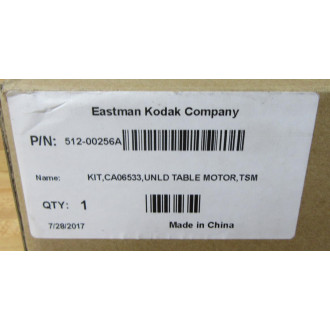 Eastman Kodak Company
P/N: 512-00256A
Name: KIT,CA06533,UNLD TABLE MOTOR,TSM
QTY: 1
7/28/2017 Made in China